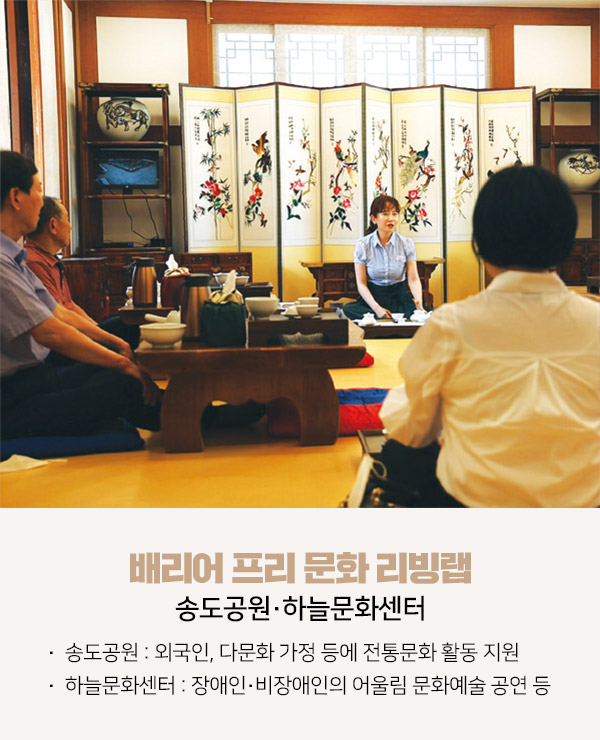 배리어 프리 문화 리빙랩
송도공원·하늘문화센터
· 송도공원 : 외국인, 다문화 가정 등에 전통문화 활동 지원
· 하늘문화센터 : 장애인·비장애인의 어울림 문화예술 공연 등